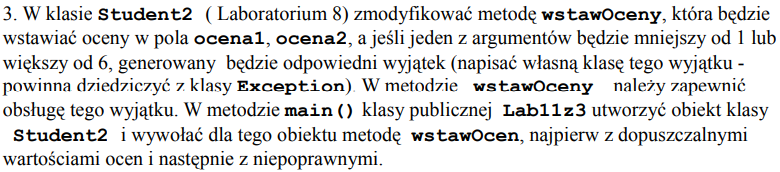 3. W klasie Student2 ( Laboratorium 8) zmodyfikować metodę wstawOceny, która będzie
wstawiać oceny w pola ocena1, ocena2, a jeśli jeden z argumentów będzie mniejszy od 1 lub
większy od 6, generowany będzie odpowiedni wyjątek (napisać własną klasę tego wyjątku -
powinna dziedziczyć z klasy Exception). W metodzie wstawOceny należy zapewnić
obsługę tego wyjątku. W metodzie main() klasy publicznej Lab11z3 utworzyć obiekt klasy
Student2 i wywołać dla tego obiektu metodę wstawOcen, najpierw z dopuszczalnymi
wartościami ocen i następnie z niepoprawnymi.